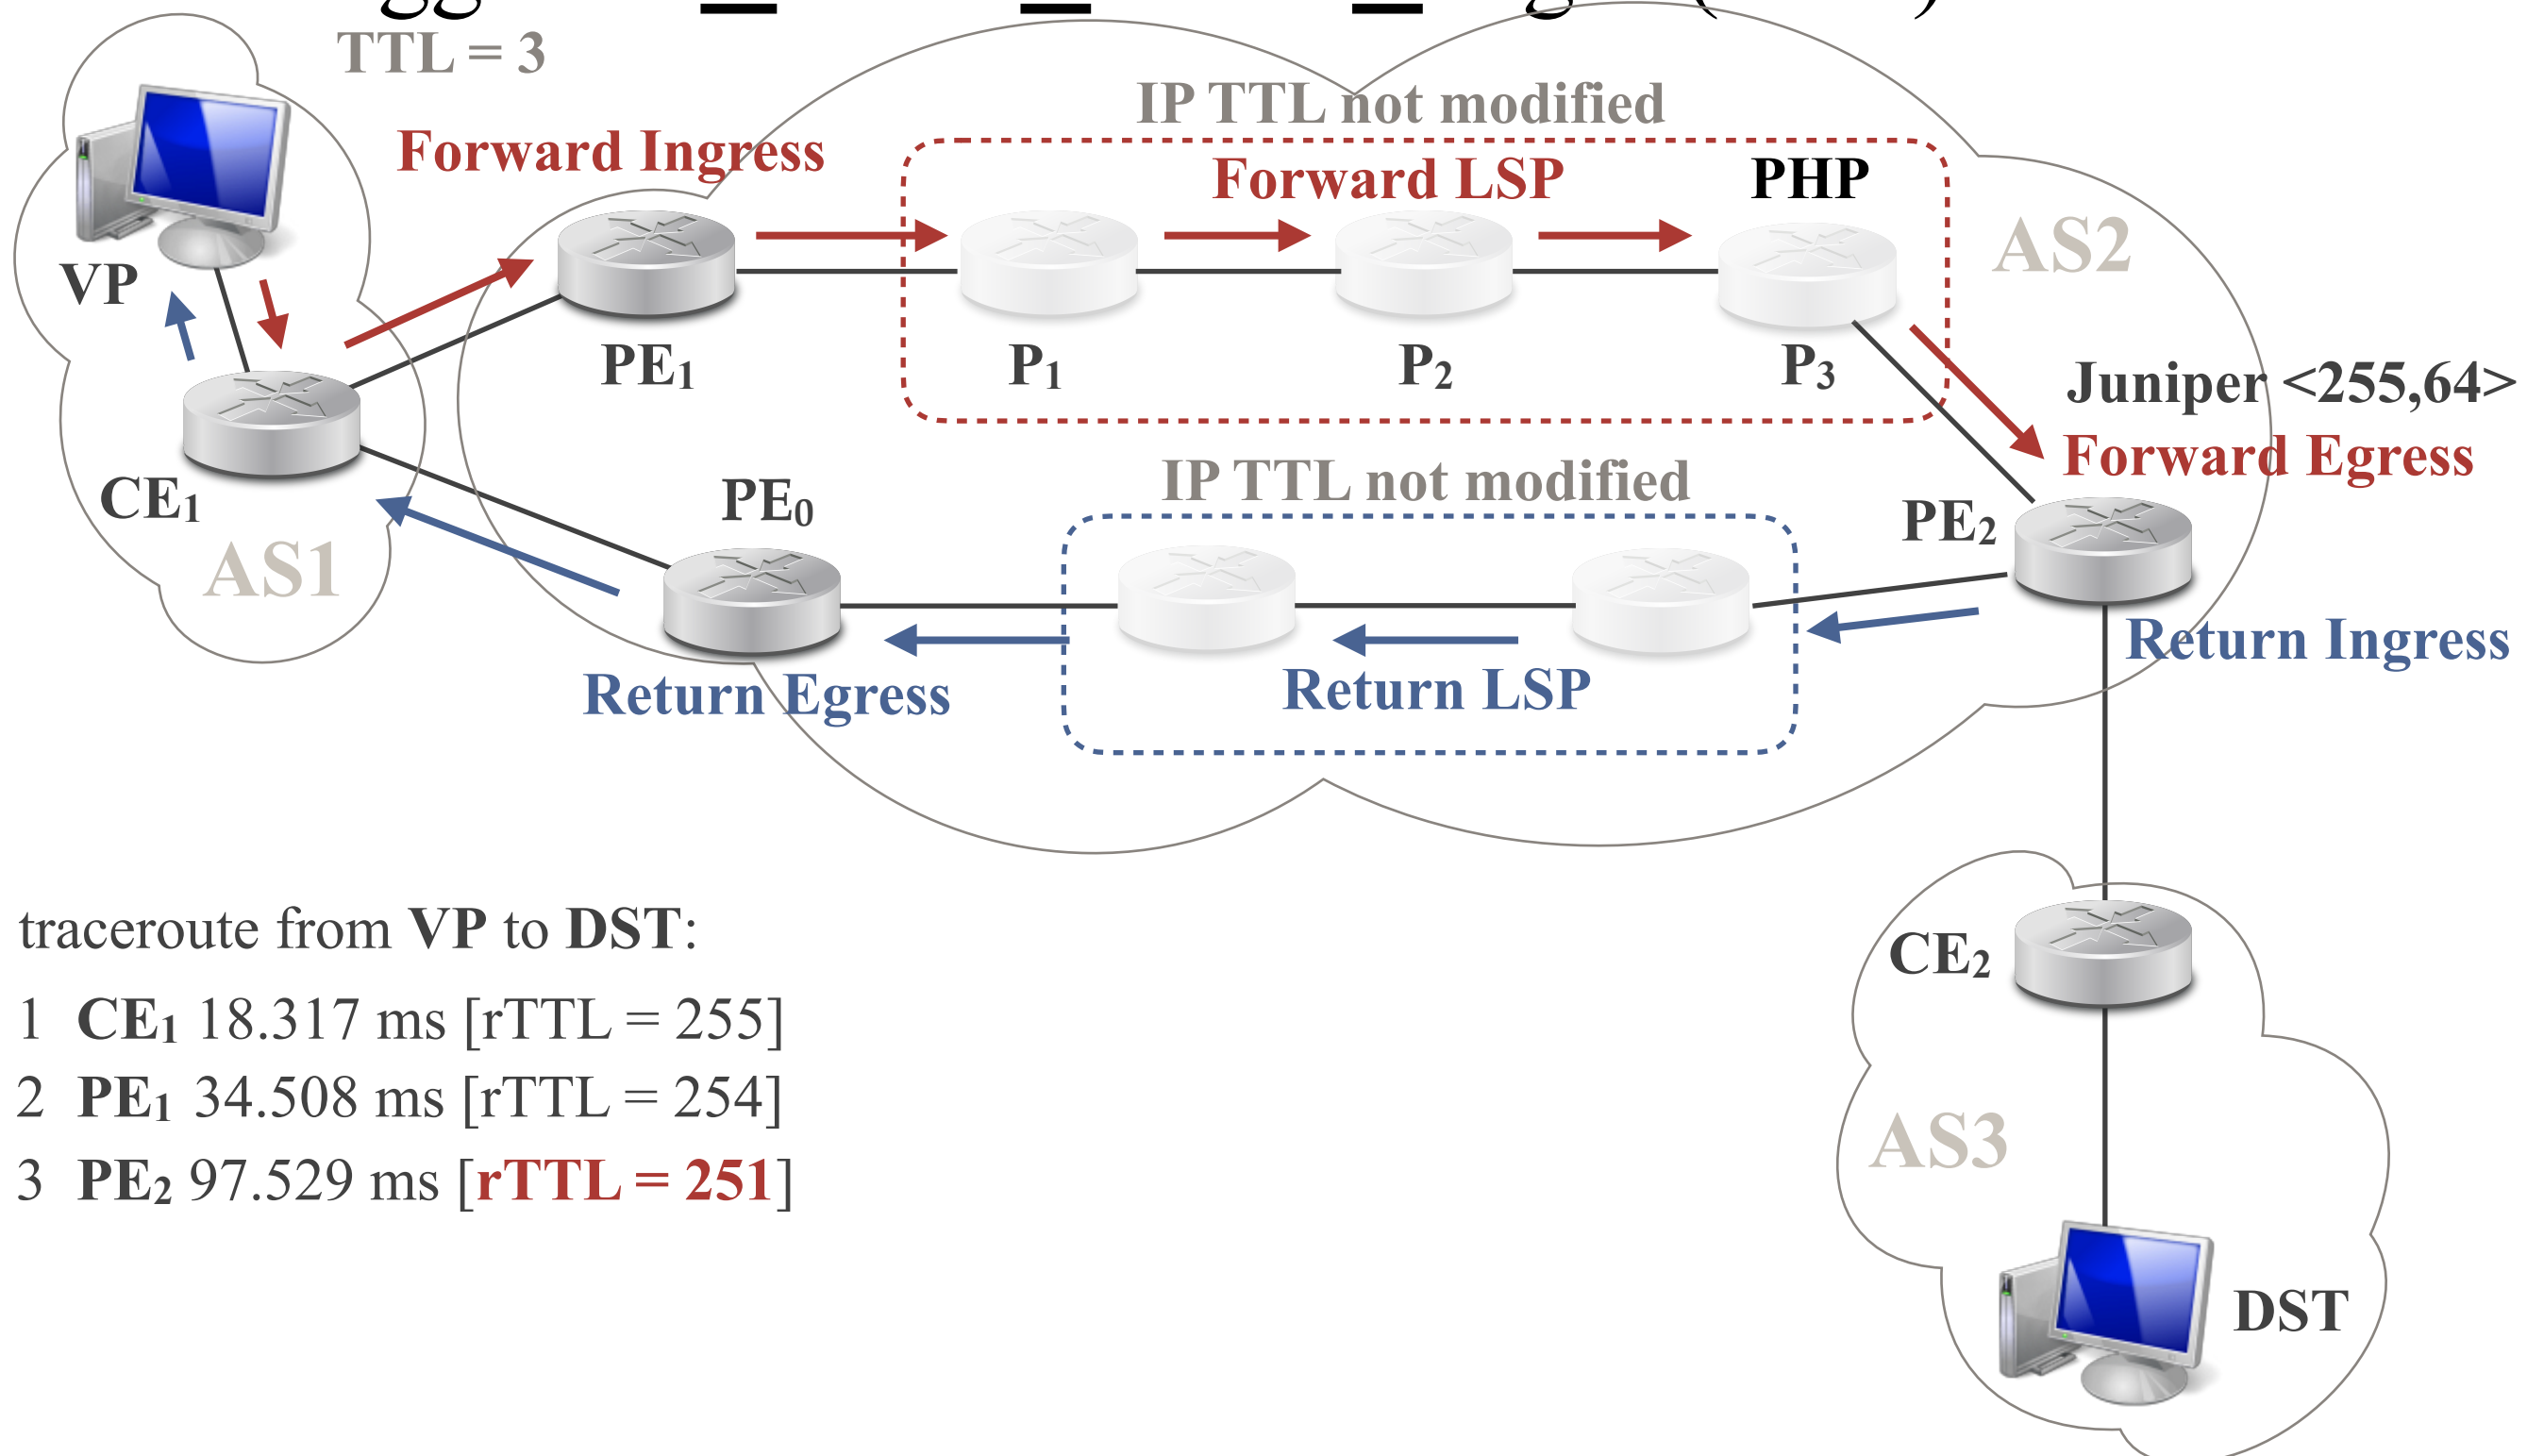 TTL = 3
IP TTL not modified
Forward Ingress
Forward LSP
PHP
AS2
VP
PE₁
P₁
P₂
P₃
Juniper <255,64>
Forward Egress
IP TTL not modified
CE₁
PE₀
PE₂
AS1
Return Ingress
Return Egress
Return LSP
traceroute from VP to DST:
CE₂
1 CE₁ 18.317 ms [rTTL = 255]
2 PE₁ 34.508 ms [rTTL = 254]
AS3
3 PE₂ 97.529 ms [rTTL = 251]
DST